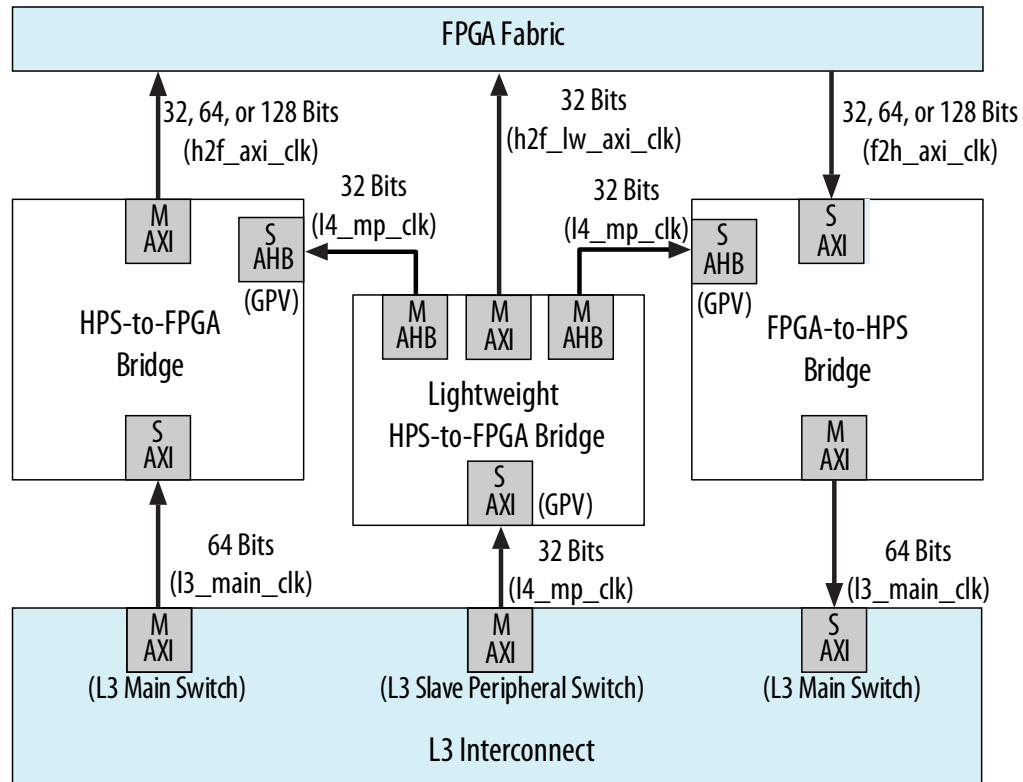 FPGA Fabric
32, 64, or 128 Bits
(h2f_axi_clk)
32 Bits
(h2f_lw_axi_clk)
32, 64, or 128 Bits
(f2h_axi_clk)
32 Bits
(l4_mp_clk)
32 Bits
(l4_mp_clk)
M
AXI
S
AHB
(GPV)
HPS-to-FPGA
Bridge
S
AXI
M
AHB
M
AXI
M
AHB
Lightweight
HPS-to-FPGA Bridge
S
AXI
(GPV)
S
AHB
(GPV)
S
AXI
FPGA-to-HPS
Bridge
M
AXI
64 Bits
(l3_main_clk)
32 Bits
(l4_mp_clk)
64 Bits
(l3_main_clk)
M
AXI
(L3 Main Switch)
M
AXI
(L3 Slave Peripheral Switch)
S
AXI
(L3 Main Switch)
L3 Interconnect